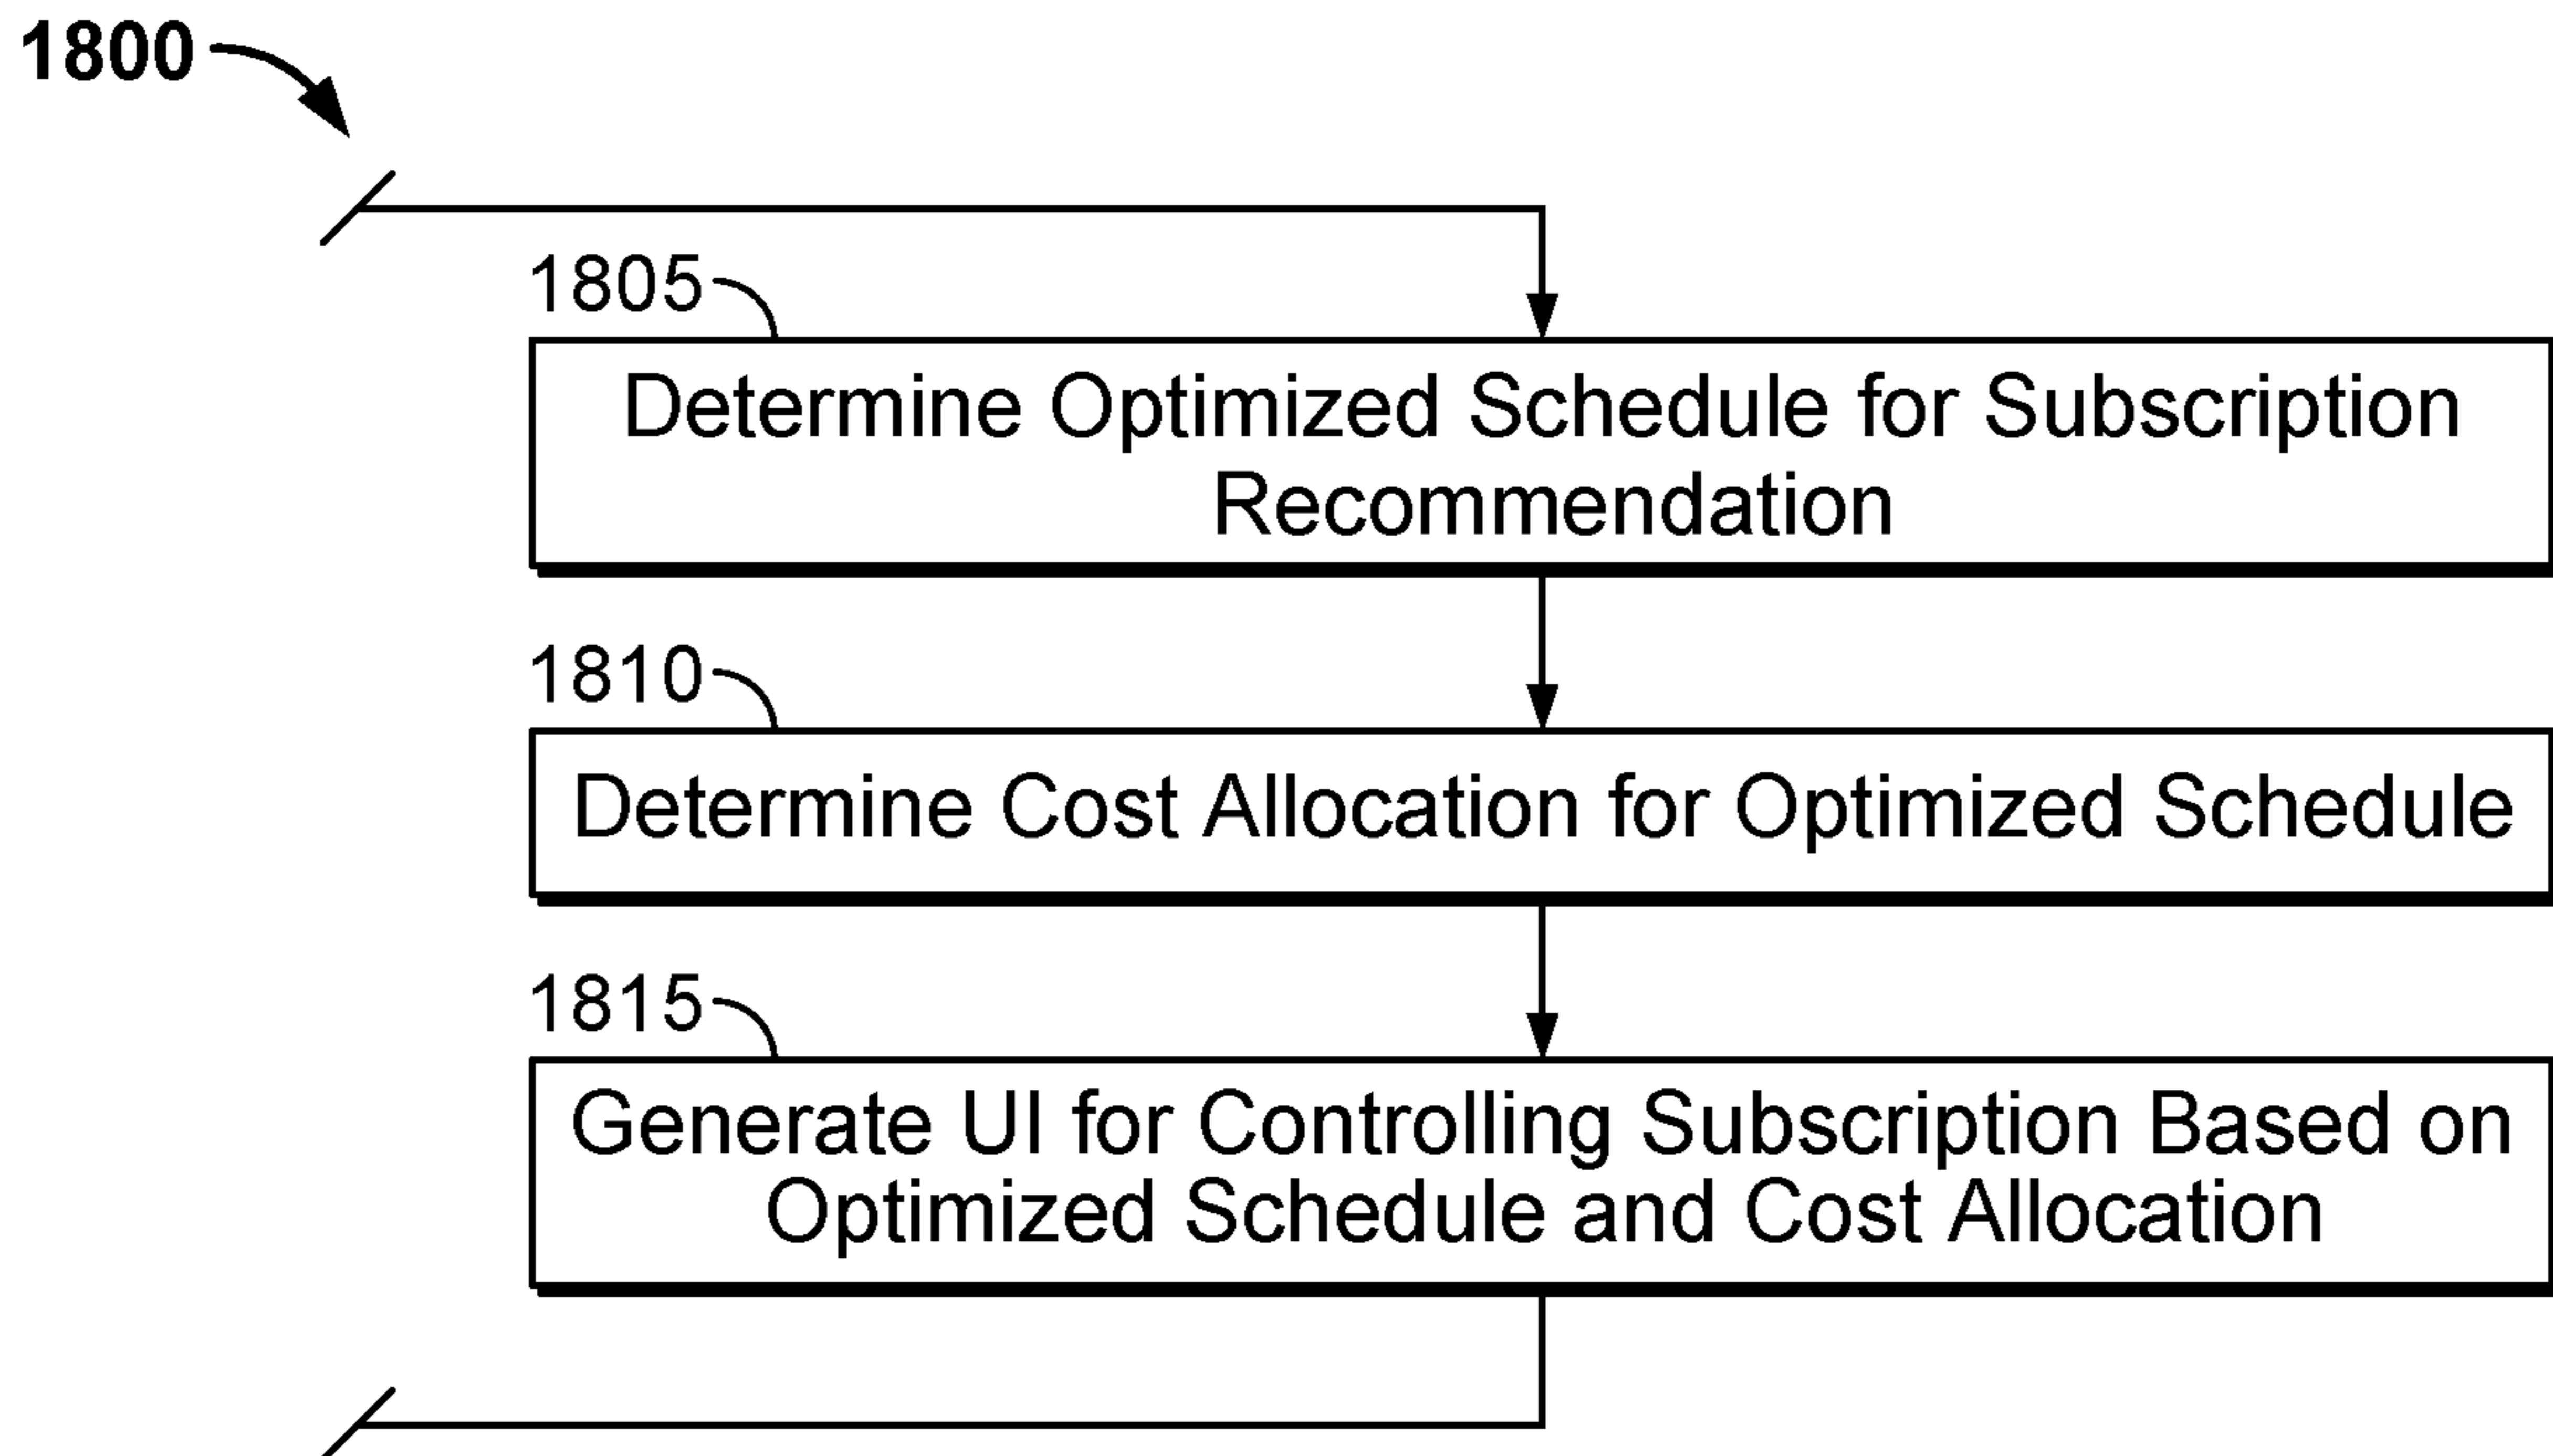 1800
1805
Determine Optimized Schedule for Subscription
Recommendation
1810
Determine Cost Allocation for Optimized Schedule
1815
Generate UI for Controlling Subscription Based on
Optimized Schedule and Cost Allocation